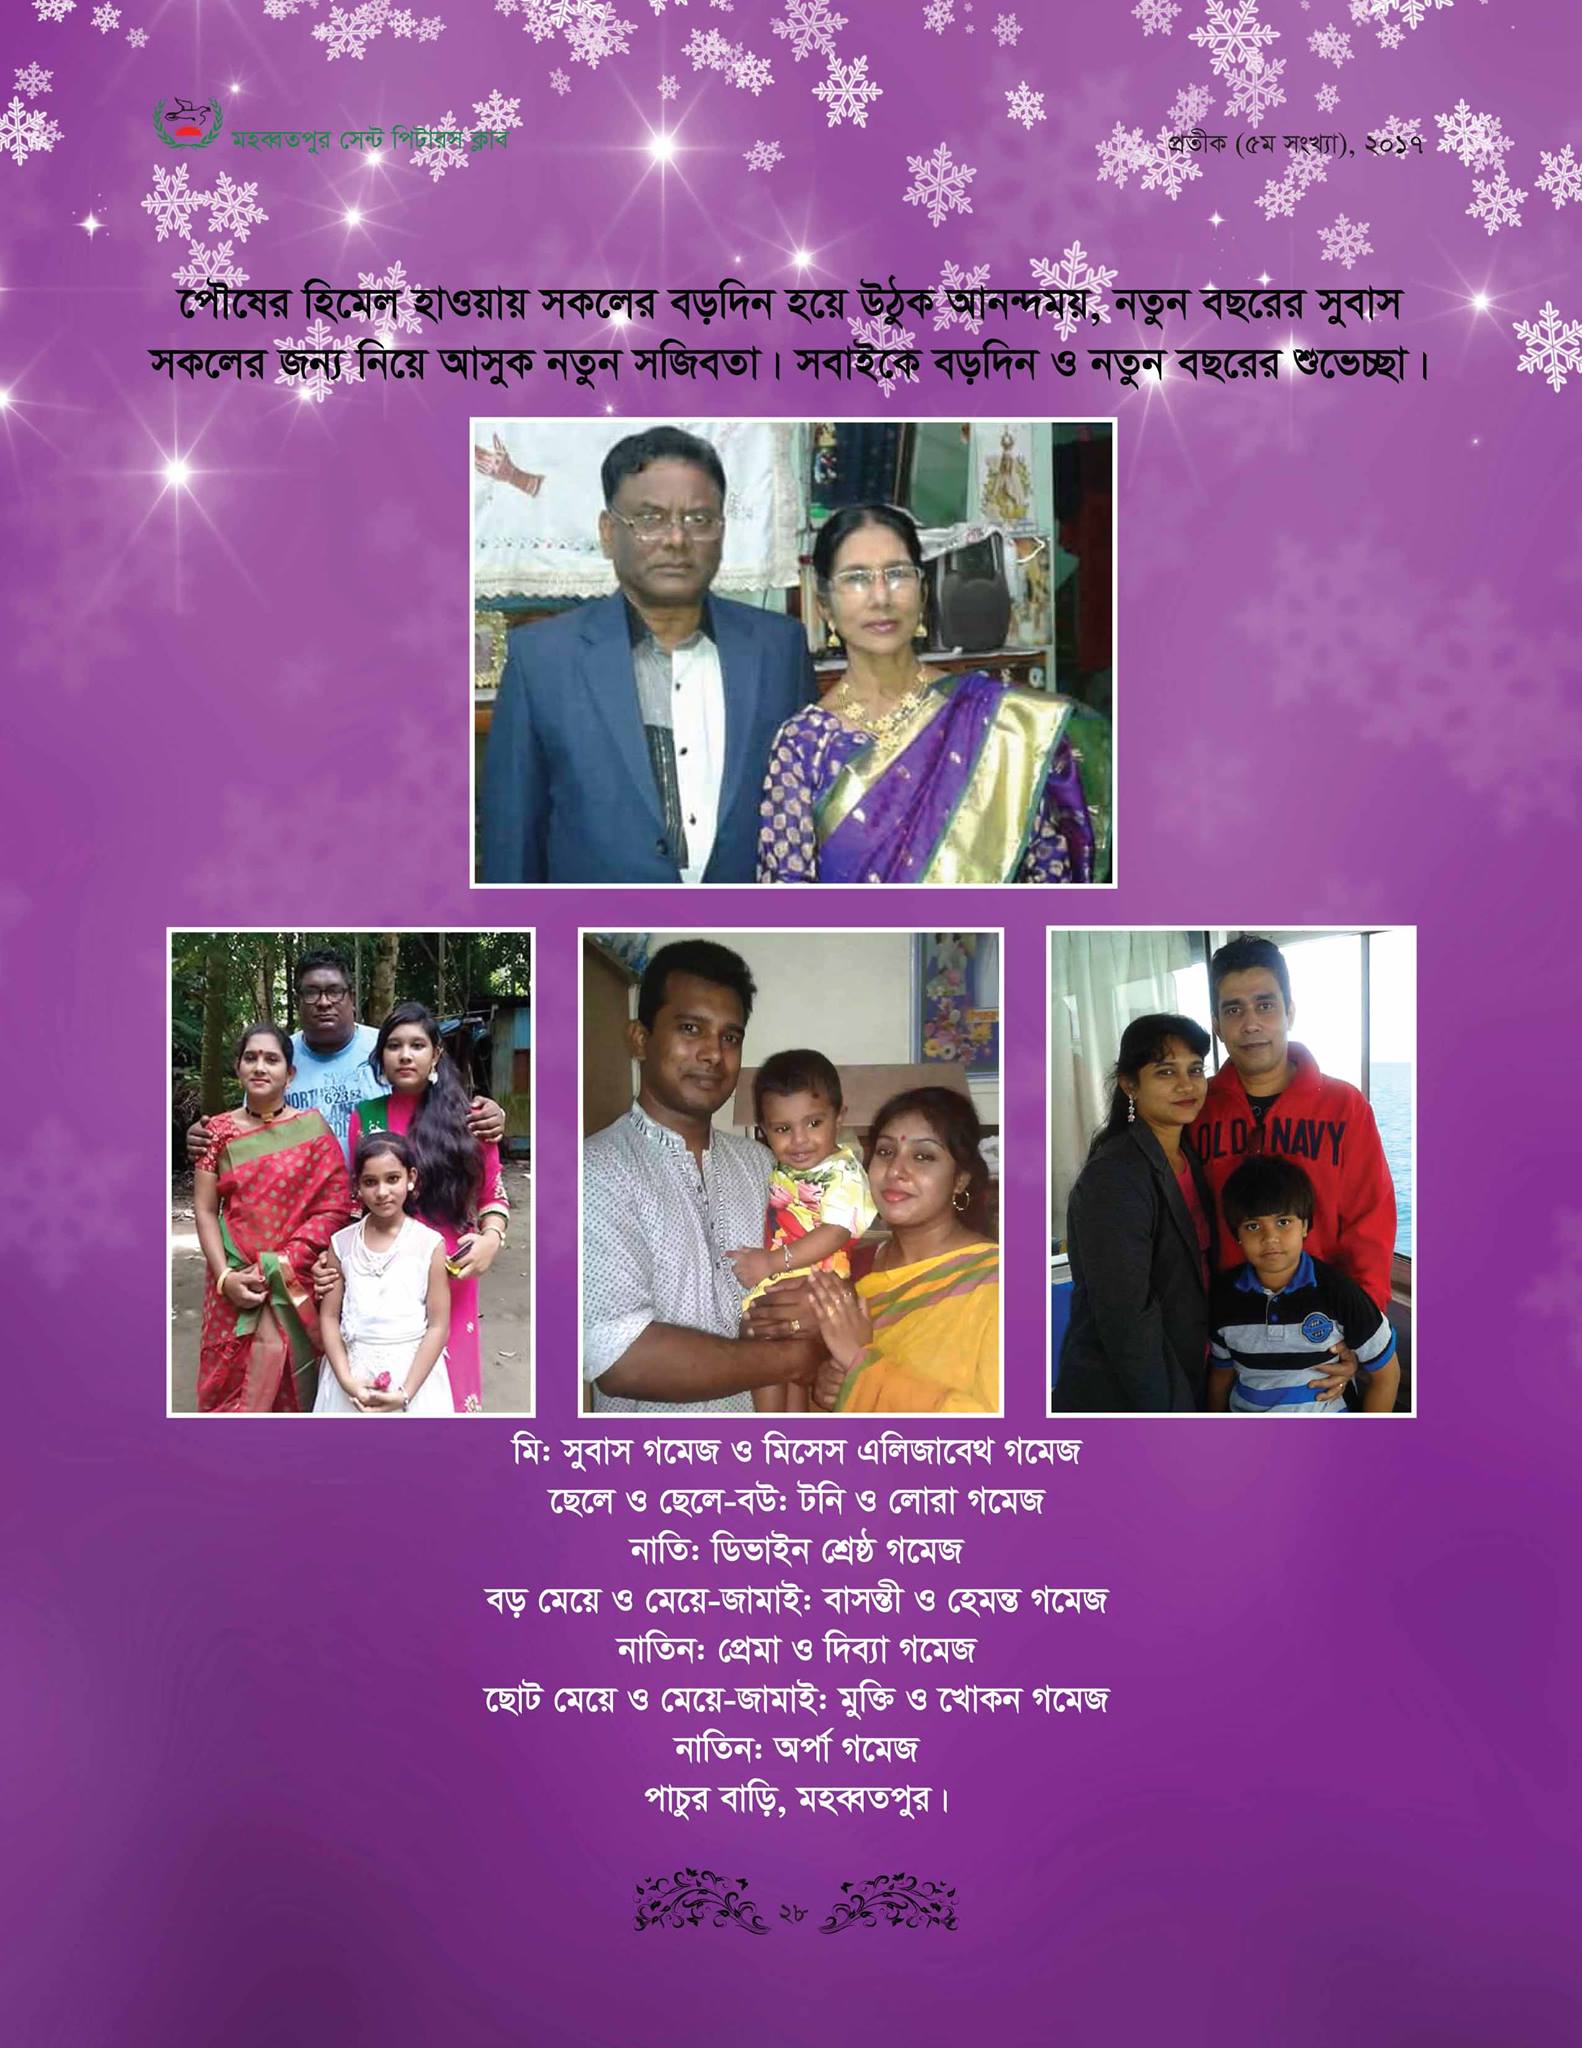 মহব্বতপুর সেন্ট পিটারস ক্লাব
প্রতীক (৫ম সংখ্যা), ২০১৭
পৌষের হিমেল হাওয়ায় সকলের বড়দিন হয়ে উঠুক আনন্দময়, নতুন বছরের সুবাস
সকলের জন্য নিয়ে আসুক নতুন সজিবতা। সবাইকে বড়দিন ও নতুন বছরের শুভেচ্ছা।
OLD NAVY
মি: সুবাস গমেজ ও মিসেস এলিজাবেথ গমেজ
ছেলে ও ছেলে-বউ: টনি ও লোরা গমেজ
নাতি: ডিভাইন শ্রেষ্ঠ গমেজ
বড় মেয়ে ও মেয়ে-জামাই: বাসন্তী ও হেমন্ত গমেজ
নাতিন: প্রেমা ও দিব্যা গমেজ
ছোট মেয়ে ও মেয়ে-জামাই: মুক্তি ও খোকন গমেজ
নাতিন: অর্পা গমেজ
পাচুর বাড়ি, মহব্বতপুর।
২৮